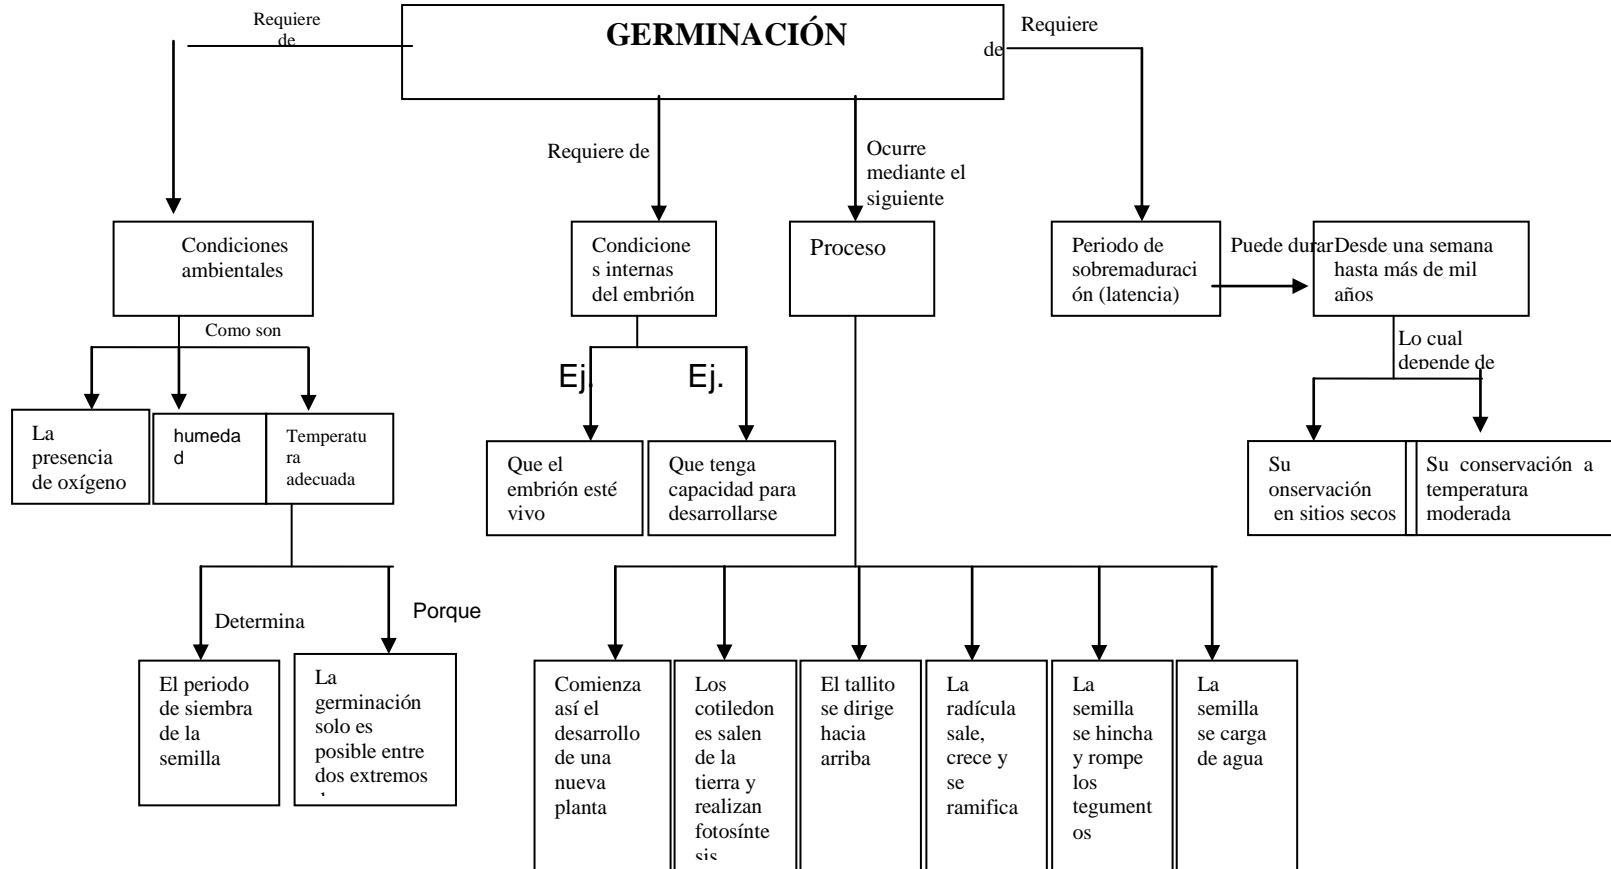 Requiere
de
GERMINACIÓN
de
Requiere
Requiere de
Ocurre
mediante el
siguiente
Condiciones
ambientales
Condicione
s internas
del embrión
Proceso
Periodo de
sobremaduraci
ón (latencia)
Puede durar
Desde una semana
hasta más de mil
años
Como son
Lo cual
depende de
Ej.
Ej.
La
presencia
de oxígeno
humeda
d
Temperatu
ra
adecuada
Que el
embrión esté
vivo
Que tenga
capacidad para
desarrollarse
Su
onservación
en sitios secos
Su conservación a
temperatura
moderada
Determina
Porque
El periodo
de siembra
de la
semilla
La
germinación
solo es
posible entre
dos extremos
Comienza
así el
desarrollo
de una
nueva
planta
Los
cotiledon
es salen
de la
tierra y
realizan
fotosínte
sis
El tallito
se dirige
hacia
arriba
La
radícula
sale,
crece y
se
ramifica
La
semilla
se hincha
y rompe
los
tegument
os
La
semilla
se carga
de agua